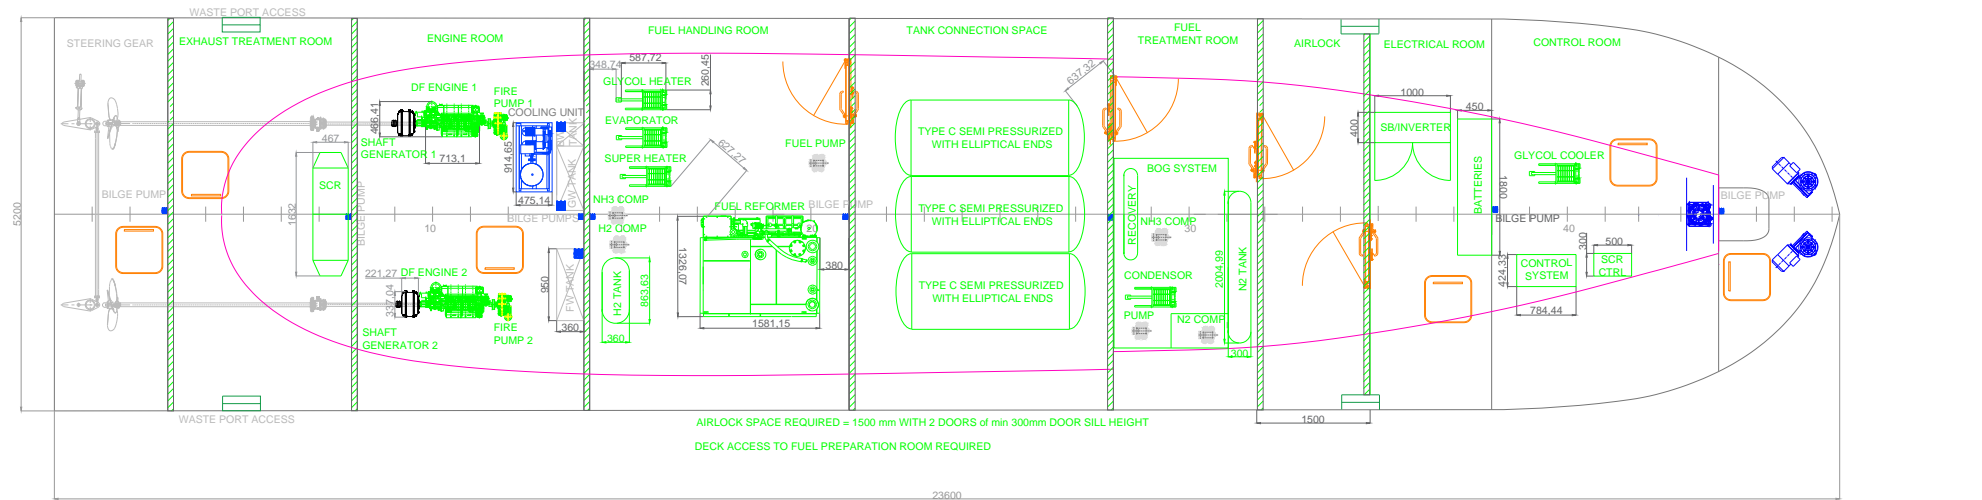 WASTE PORT ACCESS
STEERING GEAR
EXHAUST TREATMENT ROOM
ENGINE ROOM
FUEL HANDLING ROOM
TANK CONNECTION SPACE
FUEL
TREATMENT ROOM
AIRLOCK
ELECTRICAL ROOM
CONTROL ROOM
348,74
587,72
260,45
GLYCOL HEATER
637,32
DF ENGINE 1
FIRE
PUMP 1
COOLING UNIT
466,41
467
SHAFT
GENERATOR 1
713,1
914,65
475,14
TANK
GW TANK
EVAPORATOR
SUPER HEATER
627,27
FUEL PUMP
TYPE C SEMI PRESSURIZED
WITH ELLIPTICAL ENDS
1000
450
400
SB/INVERTER
BATTERIES
1800
GLYCOL COOLER
SCR
1632
BILGE PUMP
BILGE PUMP
5200
10
BILGE PUMPS
NH3 COMP
H2 COMP
FUEL REFORMER
BILGE PUMP
20
TYPE C SEMI PRESSURIZED
WITH ELLIPTICAL ENDS
BOG SYSTEM
RECOVERY
NH3 COMP
30
BILGE PUMP
40
BILGE PUMP
300
500
SCR
CTRL
CONTROL
SYSTEM
424,33
784,44
221,27
DF ENGINE 2
337,04
SHAFT
GENERATOR 2
FIRE
PUMP 2
950
FW TANK
360
H2 TANK
863,63
360
1326,07
380
1581,15
TYPE C SEMI PRESSURIZED
WITH ELLIPTICAL ENDS
CONDENSOR
PUMP
N2 COMP
2004,99
N2 TANK
300
1500
WASTE PORT ACCESS
AIRLOCK SPACE REQUIRED = 1500 mm WITH 2 DOORS of min 300mm DOOR SILL HEIGHT
DECK ACCESS TO FUEL PREPARATION ROOM REQUIRED
23600